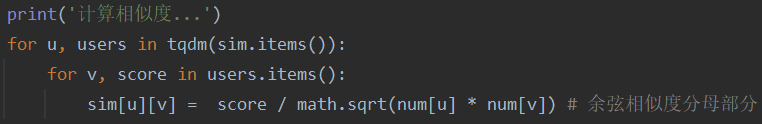 print('计算相似度...')
for u, users in tqdm(sim.items()):
    for v, score in users.items():
        sim[u][v] =  score / math.sqrt(num[u] * num[v]) # 余弦相似度分母部分